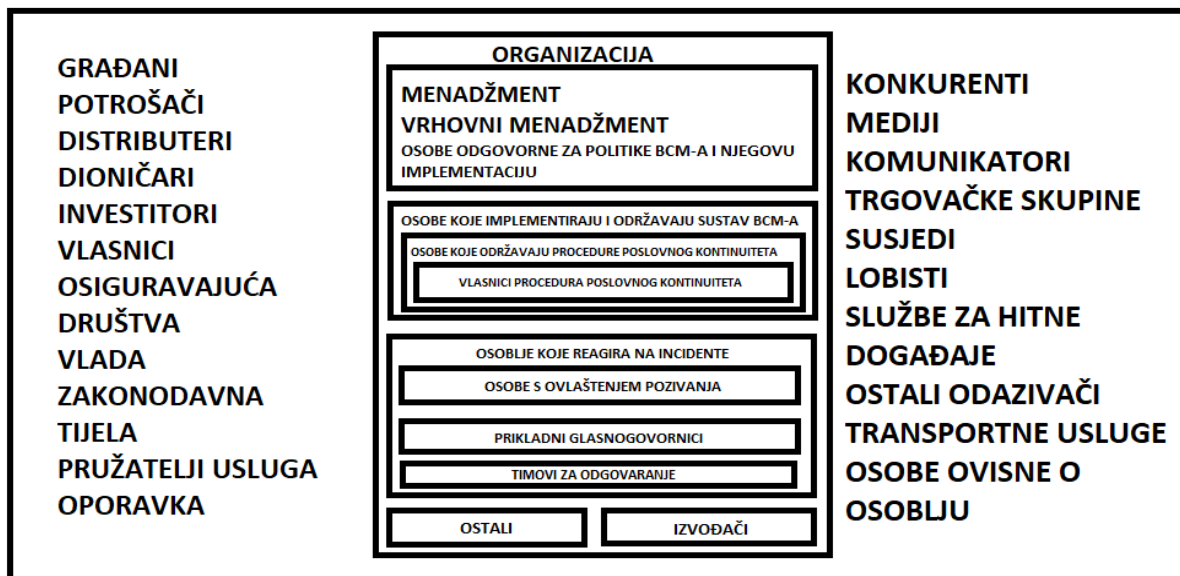 GRAĐANI
POTROŠAČI
DISTRIBUTERI
DIONIČARI
INVESTITORI
VLASNICI
OSIGURAVAJUĆA
DRUŠTVA
VLADA
ZAKONODAVNA
TIJELA
PRUŽATELJI USLUGA
OPORAVKA
ORGANIZACIJA
MENADŽMENT
VRHOVNI MENADŽMENT
OSOBE ODGOVORNE ZA POLITIKE BCM-A I NJEGOVU
IMPLEMENTACIJU
OSOBE KOJE IMPLEMENTIRAJU I ODRŽAVAJU SUSTAV BCM-A
OSOBE KOJE ODRŽAVAJU PROCEDURE POSLOVNOG KONTINUITETA
VLASNICI PROCEDURA POSLOVNOG KONTINUITETA
OSOBLJE KOJE REAGIRA NA INCIDENTE
OSOBE S OVLAŠTENJEM POZIVANJA
PRIKLADNI GLASNOGOVORNICI
TIMOVI ZA ODGOVARANJE
OSTALI
IZVOĐAČI
KONKURENTI
MEDIJI
KOMUNIKATORI
TRGOVAČKE SKUPINE
SUSJEDI
LOBISTI
SLUŽBE ZA HITNE
DOGAĐAJE
OSTALI ODAZIVAČI
TRANSPORTNE USLUGE
OSOBE OVISNE O
OSOBLJU